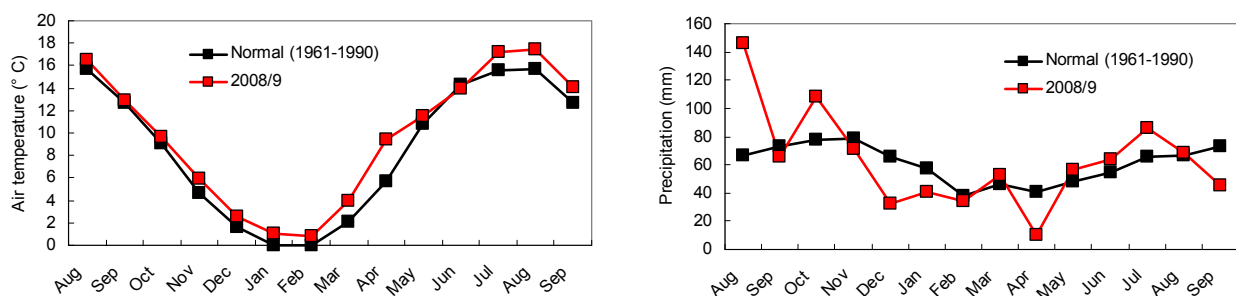 Air temperature (° C)
20
18
16
14
12
10
8
6
4
2
0
Normal (1961-1990)
2008/9
Aug
Sep
Oct
Nov
Dec
Jan
Feb
Mar
Apr
May
Jun
Jul
Aug
Sep
Precipitation (mm)
160
140
120
100
80
60
40
20
0
Normal (1961-1990)
2008/9
Aug
Sep
Oct
Nov
Dec
Jan
Feb
Mar
Apr
May
Jun
Jul
Aug
Sep